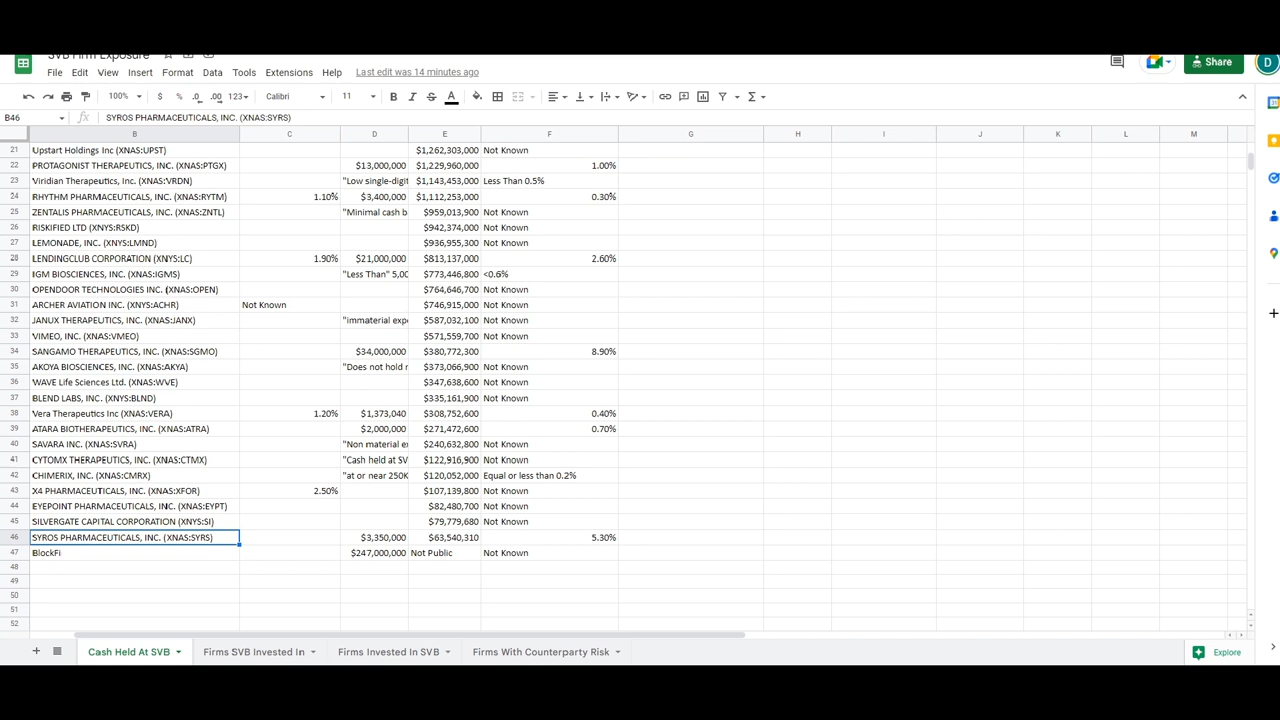 SVB Firm Exposure
File Edit View Insert Format Data Tools Extensions Help Last edit was 14 minutes ago
Share D
100% $ % .0 .00 123 Calibri 11 B I S A
B46 fx SYROS PHARMACEUTICALS, INC. (XNAS:SYRS)
B C D E F G H I J K L M
21 Upstart Holdings Inc (XNAS:UPST) $1,262,303,000 Not Known
22 PROTAGONIST THERAPEUTICS, INC. (XNAS:PTGX) $13,000,000 $1,229,960,000 1.00%
23 Viridian Therapeutics, Inc. (XNAS:VRDN) "Low single-digit $1,143,453,000 Less Than 0.5%
24 RHYTHM PHARMACEUTICALS, INC. (XNAS:RYTM) 1.10% $3,400,000 $1,112,253,000 0.30%
25 ZENTALIS PHARMACEUTICALS, INC. (XNAS:ZNTL) "Minimal cash b $959,013,900 Not Known
26 RISKIFIED LTD (XNYS:RSKD) $942,374,000 Not Known
27 LEMONADE, INC. (XNYS:LMND) $936,955,300 Not Known
28 LENDINGCLUB CORPORATION (XNYS:LC) 1.90% $21,000,000 $813,137,000 2.60%
29 IGM BIOSCIENCES, INC. (XNAS:IGMS) "Less Than" 5,00 $773,446,800 <0.6%
30 OPENDOOR TECHNOLOGIES INC. (XNAS:OPEN) $764,646,700 Not Known
31 ARCHER AVIATION INC. (XNYS:ACHR) Not Known $746,915,000 Not Known
32 JANUX THERAPEUTICS, INC. (XNAS:JANX) "immaterial expo $587,032,100 Not Known
33 VIMEO, INC. (XNAS:VMEO) $571,559,700 Not Known
34 SANGAMO THERAPEUTICS, INC. (XNAS:SGMO) $34,000,000 $380,772,300 8.90%
35 AKOYA BIOSCIENCES, INC. (XNAS:AKYA) "Does not hold r $373,066,900 Not Known
36 WAVE Life Sciences Ltd. (XNAS:WVE) $347,638,600 Not Known
37 BLEND LABS, INC. (XNYS:BLND) $335,161,900 Not Known
38 Vera Therapeutics Inc (XNAS:VERA) 1.20% $1,373,040 $308,752,600 0.40%
39 ATARA BIOTHERAPEUTICS, INC. (XNAS:ATRA) $2,000,000 $271,472,600 0.70%
40 SAVARA INC. (XNAS:SVRA) "Non material ex $240,632,800 Not Known
41 CYTOMX THERAPEUTICS, INC. (XNAS:CTMX) "Cash held at SV $122,916,900 Not Known
42 CHIMERIX, INC. (XNAS:CMRX) "at or near 250K $120,052,000 Equal or less than 0.2%
43 X4 PHARMACEUTICALS, INC. (XNAS:XFOR) 2.50% $107,139,800 Not Known
44 EYEPOINT PHARMACEUTICALS, INC. (XNAS:EYPT) $82,480,700 Not Known
45 SILVERGATE CAPITAL CORPORATION (XNYS:SI) $79,779,680 Not Known
46 SYROS PHARMACEUTICALS, INC. (XNAS:SYRS) $3,350,000 $63,540,310 5.30%
47 BlockFi $247,000,000 Not Public Not Known
48
49
50
51
52
Cash Held At SVB Firms SVB Invested In Firms Invested In SVB Firms With Counterparty Risk Explore